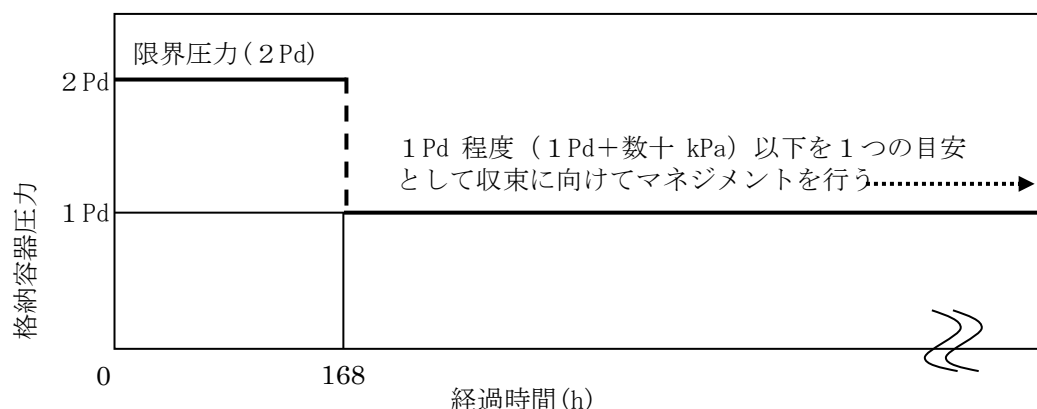 限界圧力(2Pd)
2Pd
1Pd 程度(1Pd+数十 kPa)以下を1つの目安
として収束に向けてマネジメントを行う
1Pd
格納容器圧力
0
168
経過時間(h)